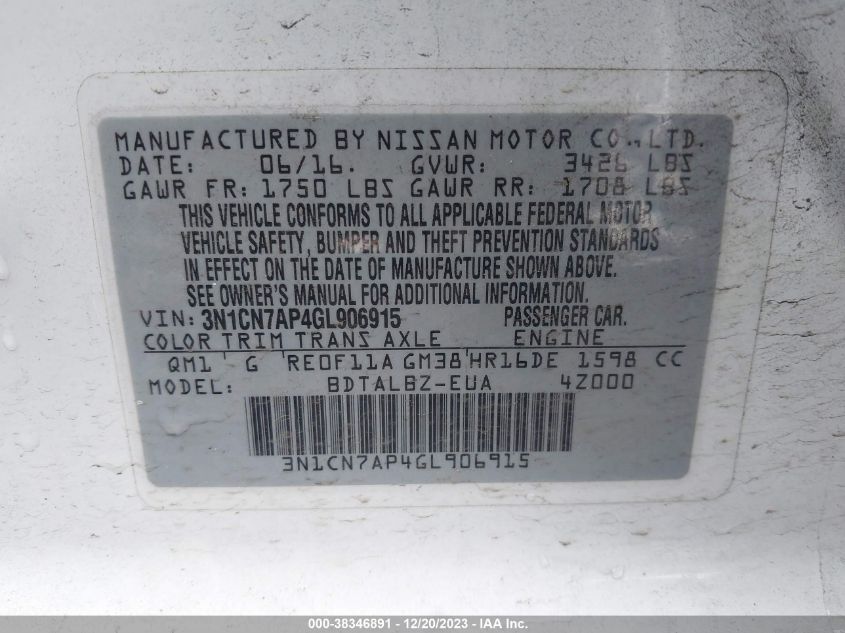 MANUFACTURED BY NISSAN MOTOR CO., LTD.
DATE: 06/16. GVWR: 3426 LBS
GAWR FR: 1750 LBS GAWR RR: 1708 LBS
THIS VEHICLE CONFORMS TO ALL APPLICABLE FEDERAL MOTOR
VEHICLE SAFETY, BUMPER AND THEFT PREVENTION STANDARDS
IN EFFECT ON THE DATE OF MANUFACTURE SHOWN ABOVE.
SEE OWNER'S MANUAL FOR ADDITIONAL INFORMATION.
VIN: 3N1CN7AP4GL906915 PASSENGER CAR.
COLOR TRIM TRANS AXLE ENGINE
QM1 G RE0F11A GM38 HR16DE 1598 CC
MODEL: BDTALBZ-EUA 4Z000
3N1CN7AP4GL906915
000-38346891 - 12/20/2023 - IAA Inc.